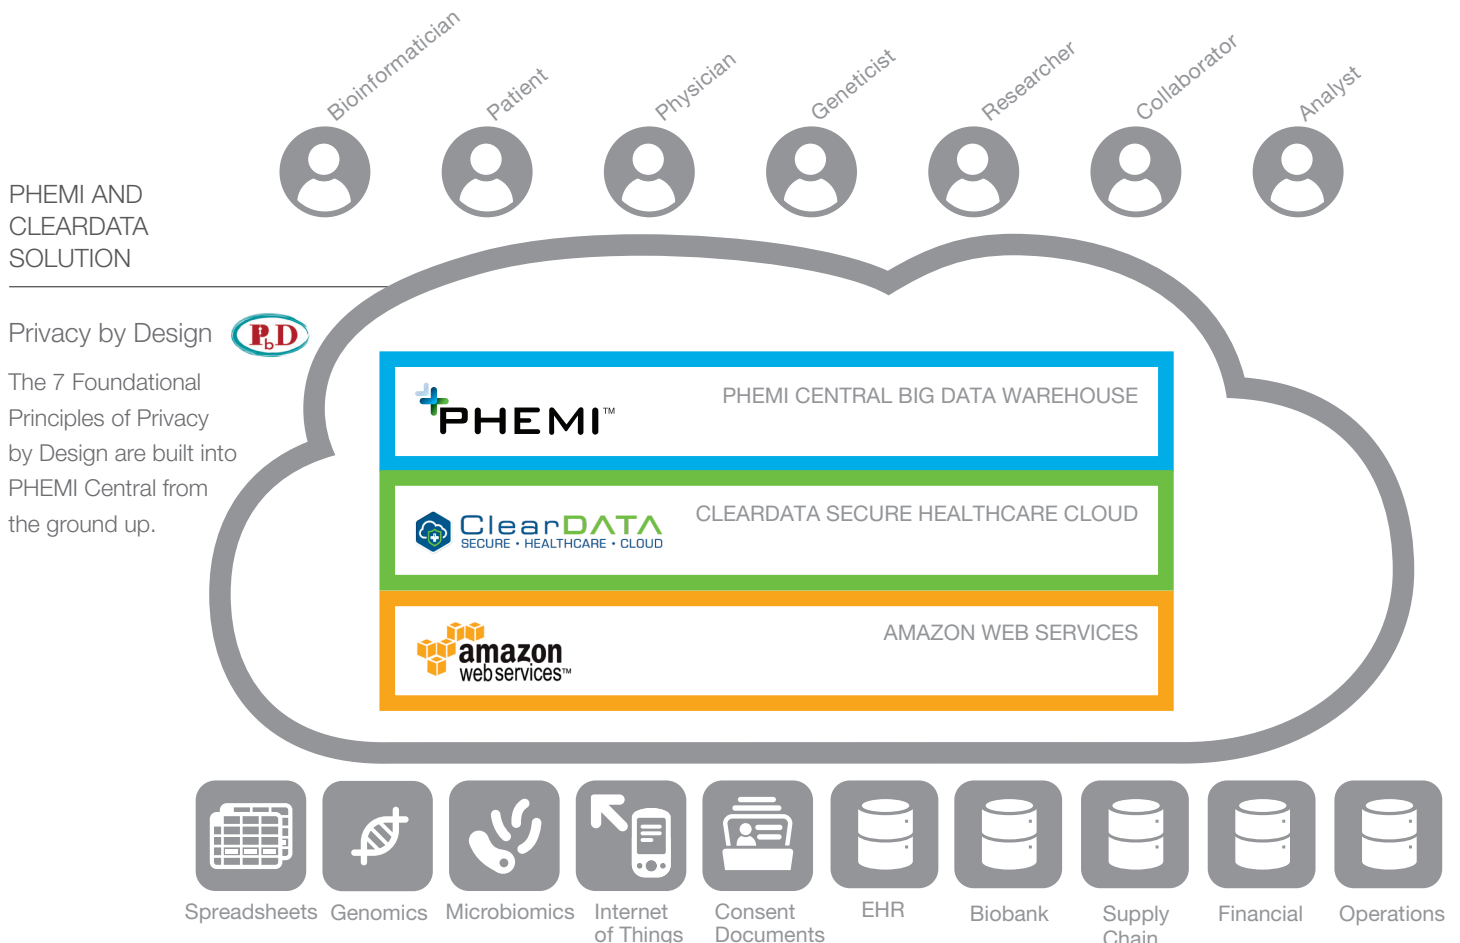 Bioinformatician
Patient
Physician
Geneticist
Researcher
Collaborator
Analyst
PHEMI AND
CLEARDATA
SOLUTION
Privacy by Design
PbD
The 7 Foundational
Principles of Privacy
by Design are built into
PHEMI Central from
the ground up.
PHEMI™
PHEMI CENTRAL BIG DATA WAREHOUSE
ClearDATA
SECURE • HEALTHCARE • CLOUD
CLEARDATA SECURE HEALTHCARE CLOUD
amazon
webservices™
AMAZON WEB SERVICES
Spreadsheets
Genomics
Microbiomics
Internet
of Things
Consent
Documents
EHR
Biobank
Supply
Chain
Financial
Operations